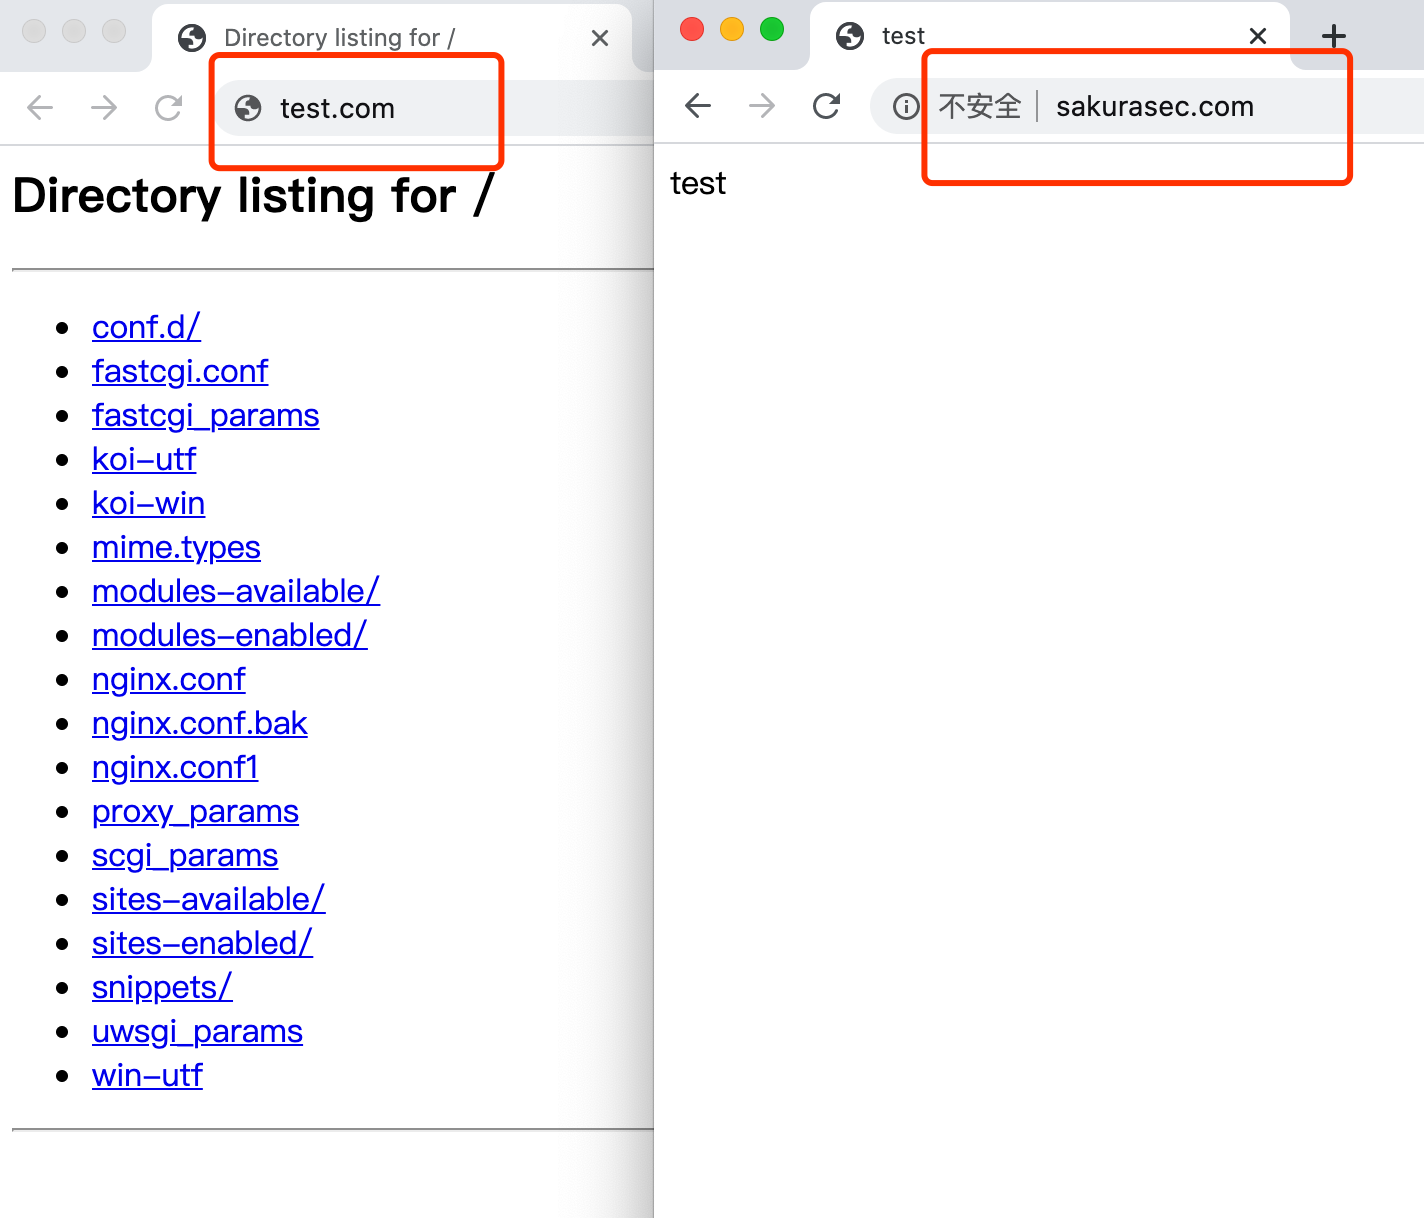 Directory listing for /
test.com
Directory listing for /
conf.d/
fastcgi.conf
fastcgi_params
koi-utf
koi-win
mime.types
modules-available/
modules-enabled/
nginx.conf
nginx.conf.bak
nginx.conf1
proxy_params
scgi_params
sites-available/
sites-enabled/
snippets/
uwsgi_params
win-utf
test
不安全 sakurasec.com
test